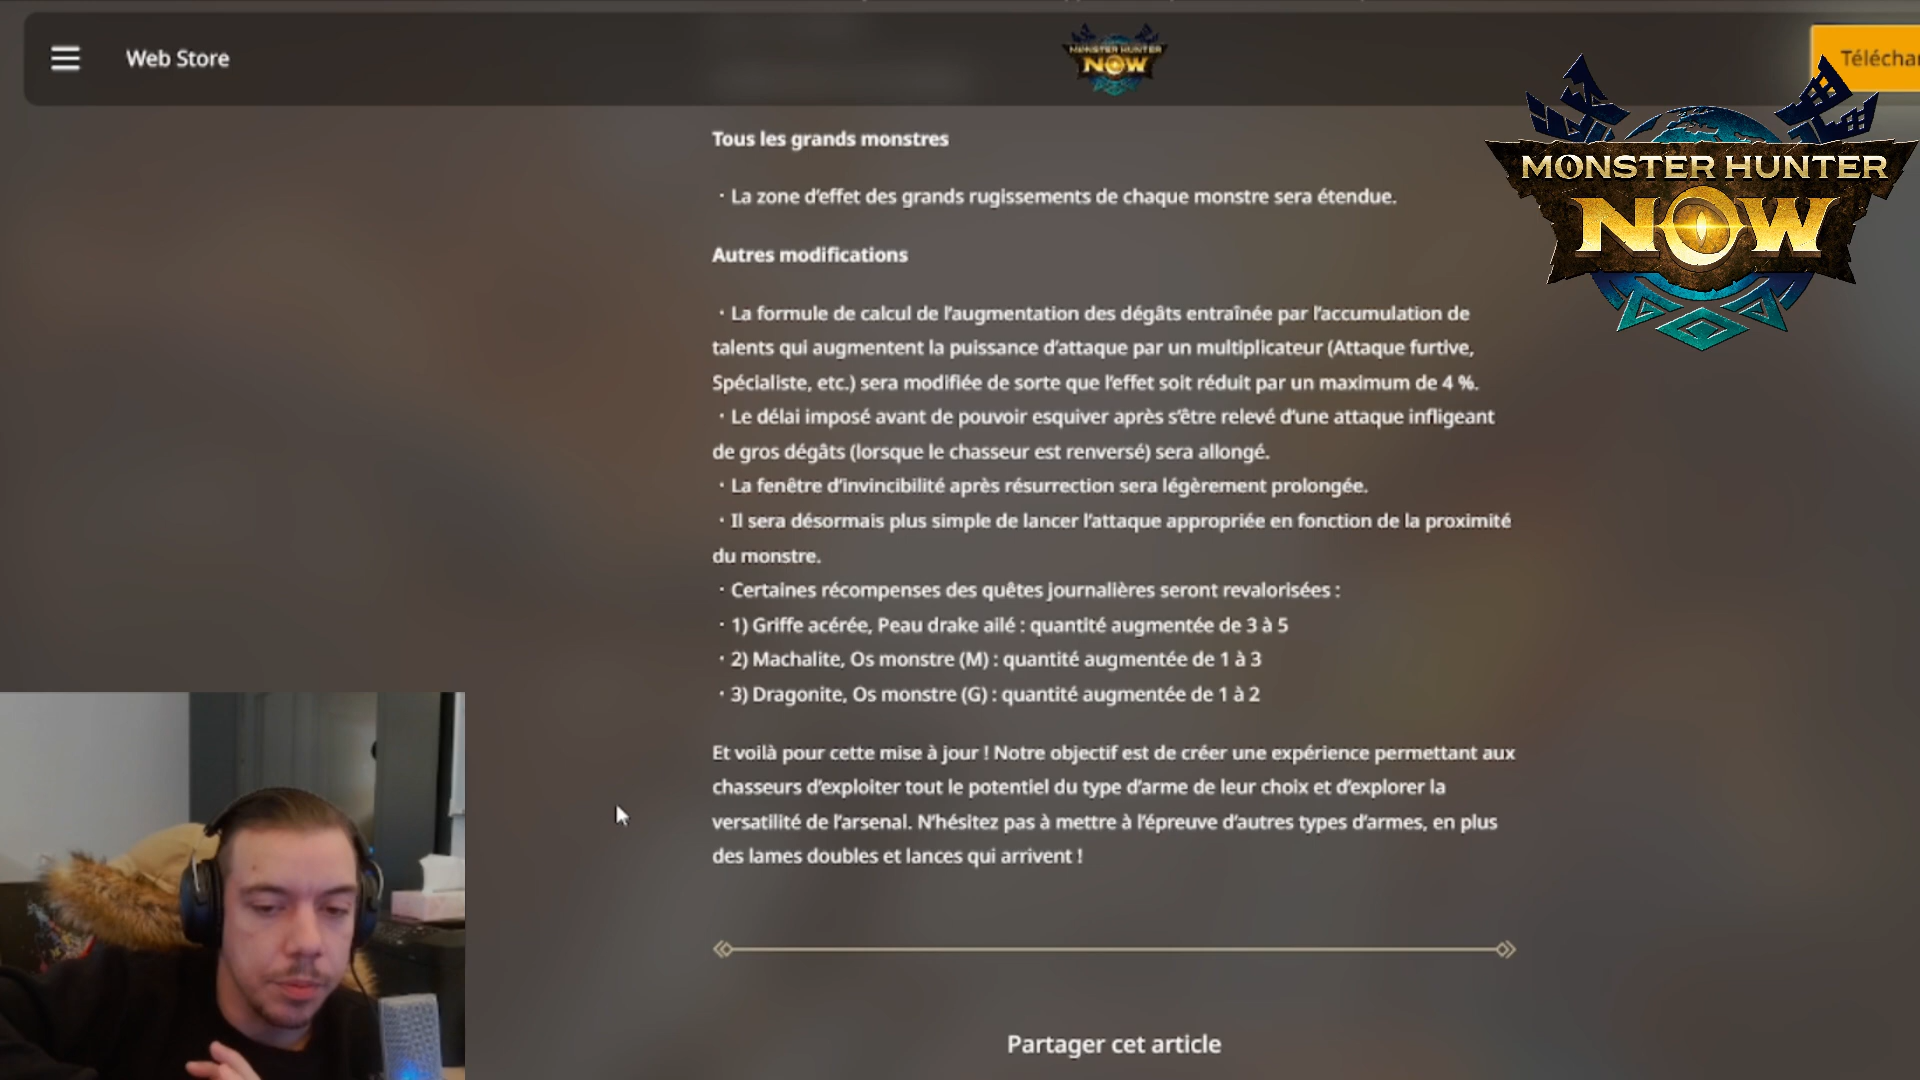 Web Store
MONSTER HUNTER
NOW
Téléchar
MONSTER HUNTER
NOW
Tous les grands monstres
· La zone d’effet des grands rugissements de chaque monstre sera étendue.
Autres modifications
· La formule de calcul de l’augmentation des dégâts entraînée par l’accumulation de
talents qui augmentent la puissance d’attaque par un multiplicateur (Attaque furtive,
Spécialiste, etc.) sera modifiée de sorte que l’effet soit réduit par un maximum de 4 %.
· Le délai imposé avant de pouvoir esquiver après s’être relevé d’une attaque infligeant
de gros dégâts (lorsque le chasseur est renversé) sera allongé.
· La fenêtre d’invincibilité après résurrection sera légèrement prolongée.
· Il sera désormais plus simple de lancer l’attaque appropriée en fonction de la proximité
du monstre.
· Certaines récompenses des quêtes journalières seront revalorisées :
· 1) Griffe acérée, Peau drake ailé : quantité augmentée de 3 à 5
· 2) Machalite, Os monstre (M) : quantité augmentée de 1 à 3
· 3) Dragonite, Os monstre (G) : quantité augmentée de 1 à 2
Et voilà pour cette mise à jour ! Notre objectif est de créer une expérience permettant aux
chasseurs d’exploiter tout le potentiel du type d’arme de leur choix et d’explorer la
versatilité de l’arsenal. N’hésitez pas à mettre à l’épreuve d’autres types d’armes, en plus
des lames doubles et lances qui arrivent !
Partager cet article